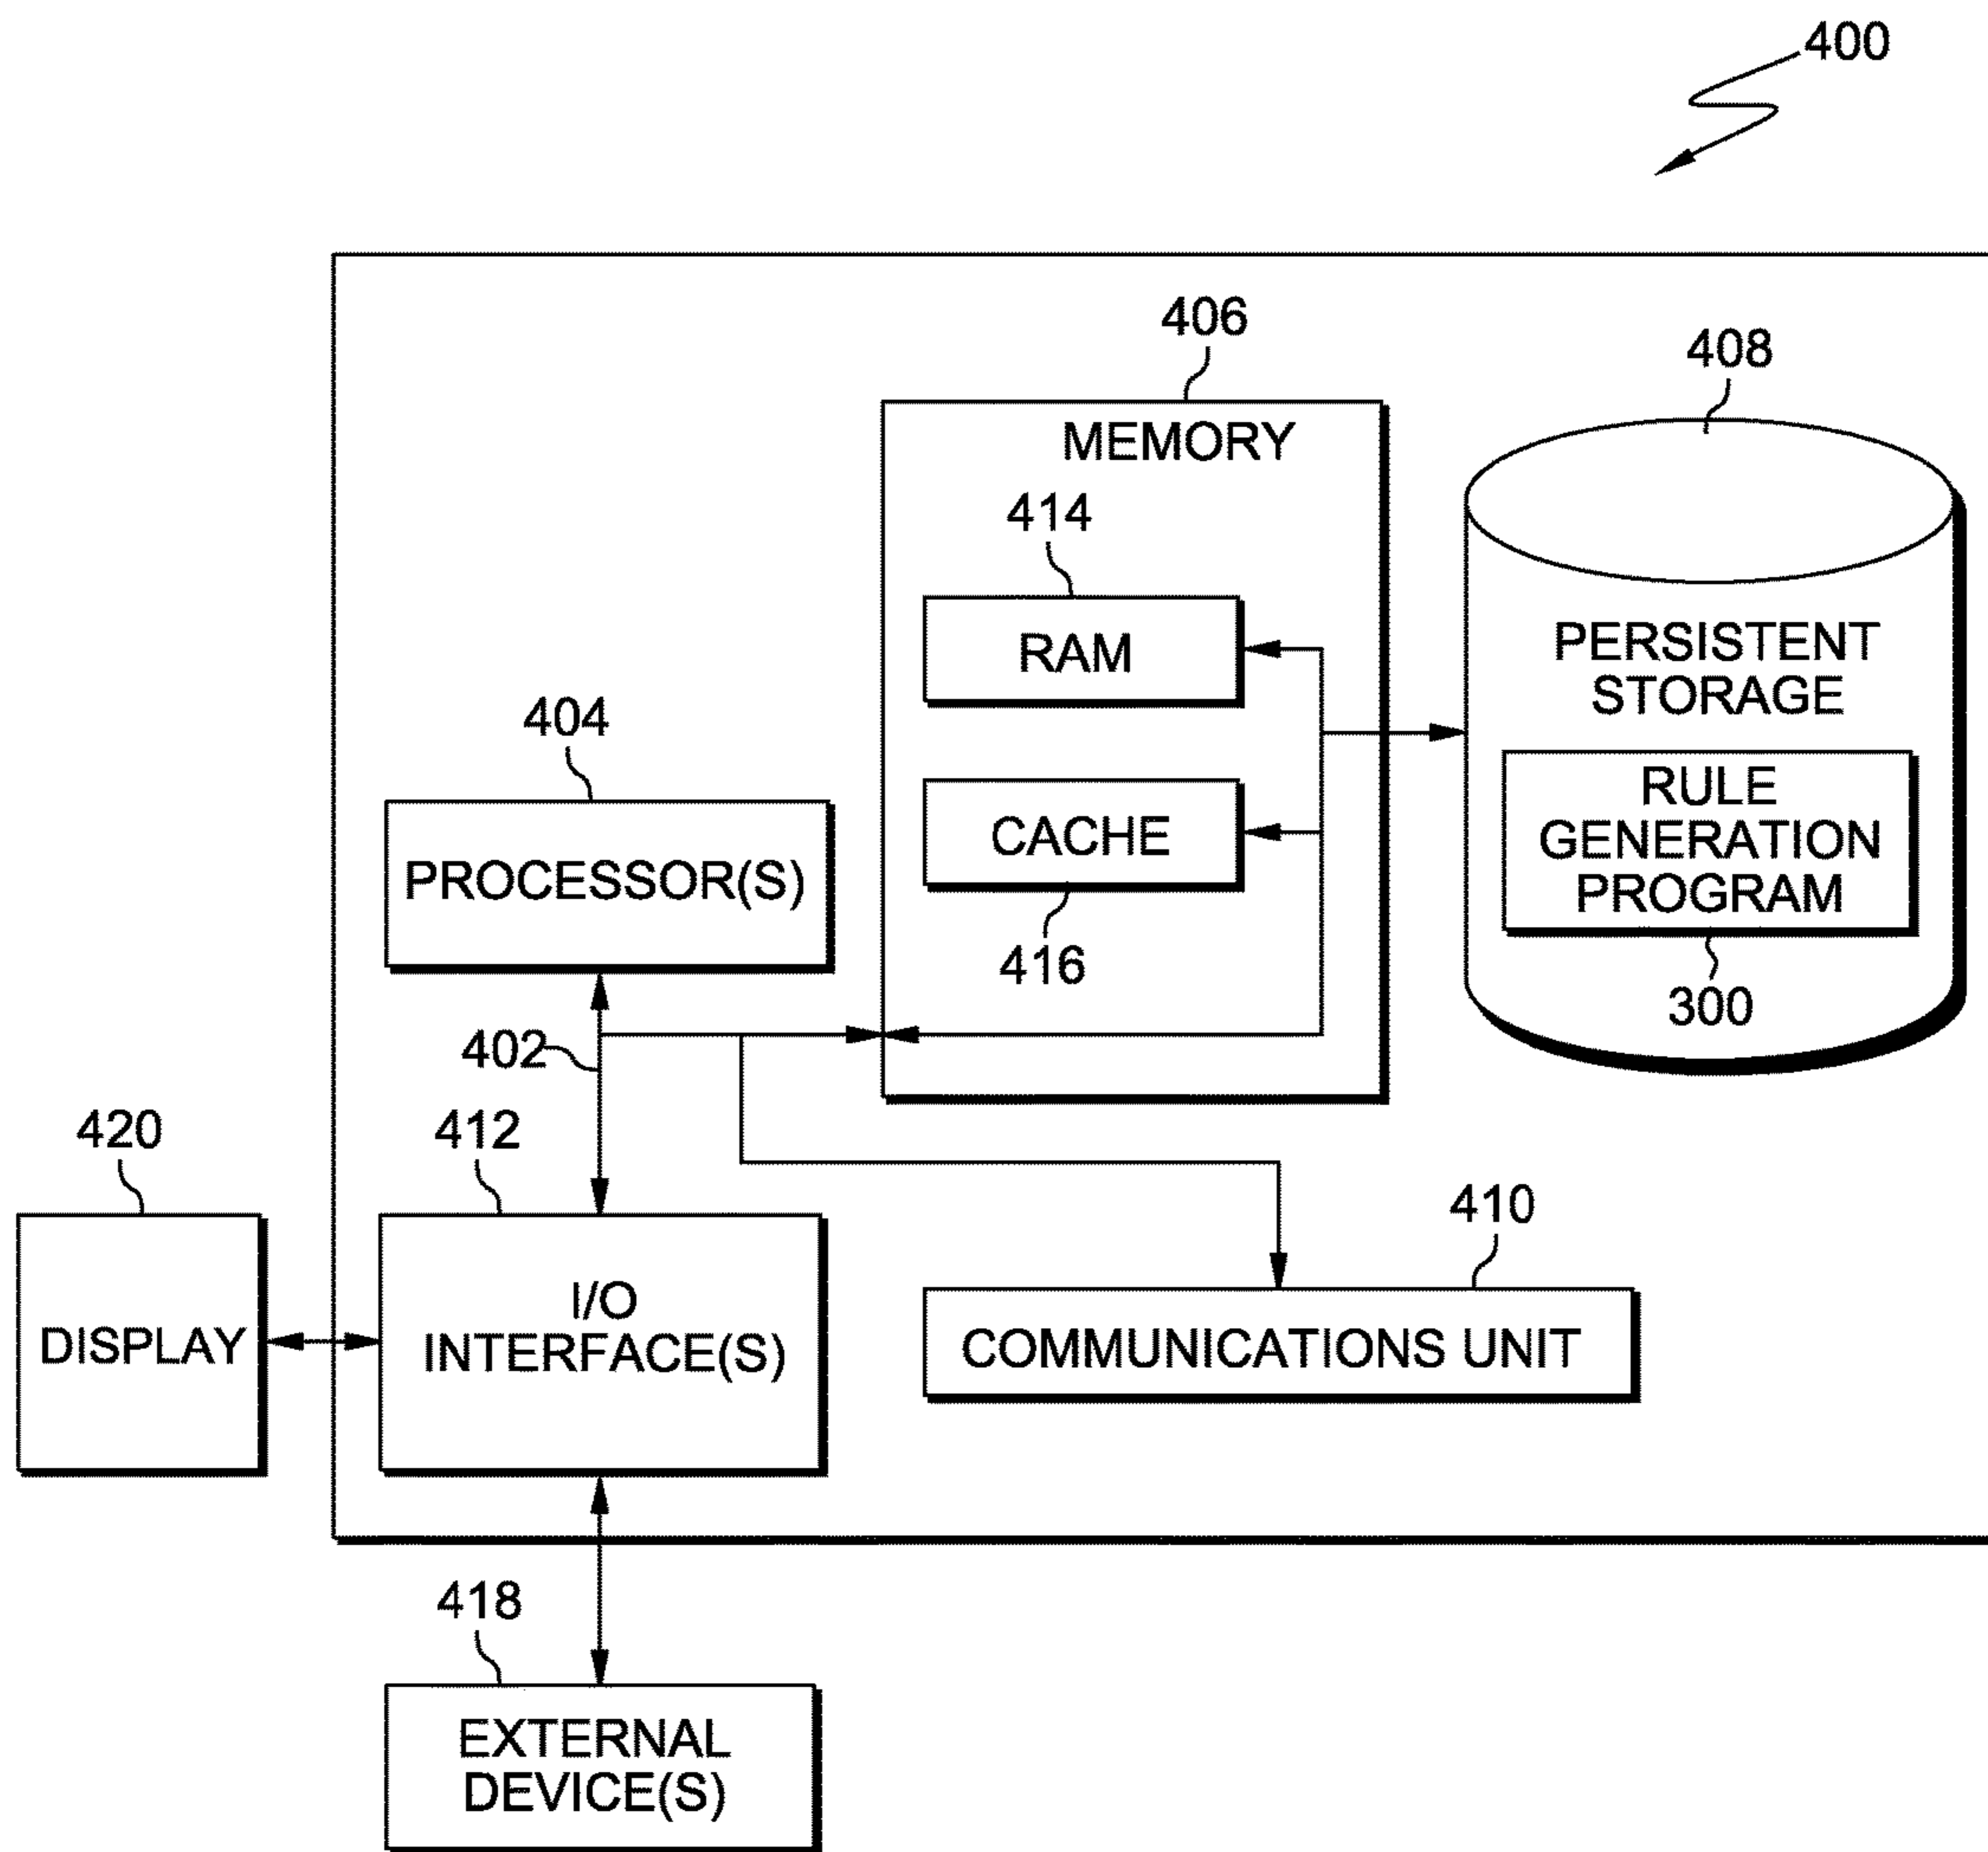 400
406
408
MEMORY
414
RAM
PERSISTENT
STORAGE
404
RULE
GENERATION
PROGRAM
CACHE
PROCESSOR(S)
416
300
402
420
412
410
I/O
INTERFACE(S)
DISPLAY
COMMUNICATIONS UNIT
418
EXTERNAL
DEVICE(S)